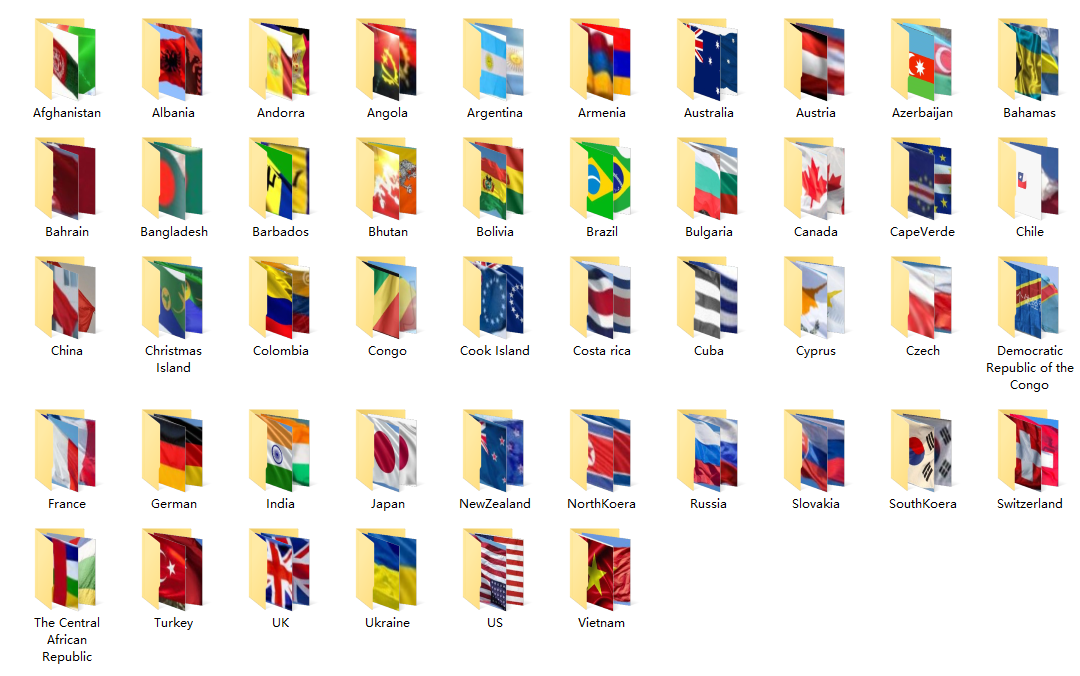 Afghanistan
Albania
Andorra
Angola
Argentina
Armenia
Australia
Austria
Azerbaijan
Bahamas
Bahrain
Bangladesh
Barbados
Bhutan
Bolivia
Brazil
Bulgaria
Canada
CapeVerde
Chile
China
Christmas
Island
Colombia
Congo
Cook Island
Costa rica
Cuba
Cyprus
Czech
Democratic
Republic of the
Congo
France
German
India
Japan
NewZealand
NorthKoera
Russia
Slovakia
SouthKoera
Switzerland
The Central
African
Republic
Turkey
UK
Ukraine
US
Vietnam